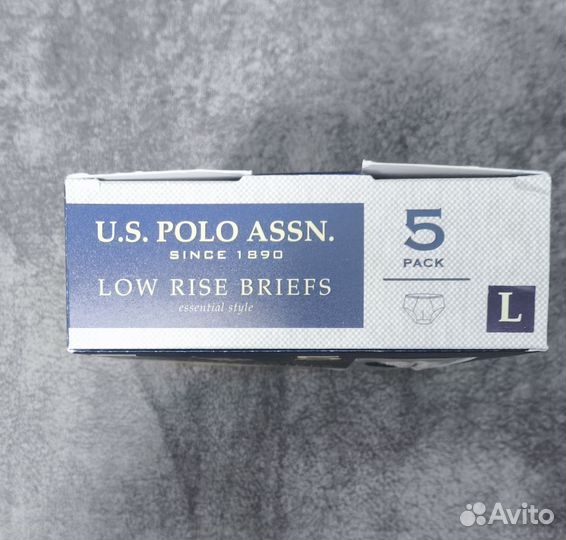 U.S. POLO ASSN.
SINCE 1890
LOW RISE BRIEFS
essential style
5
PACK
L
Avito